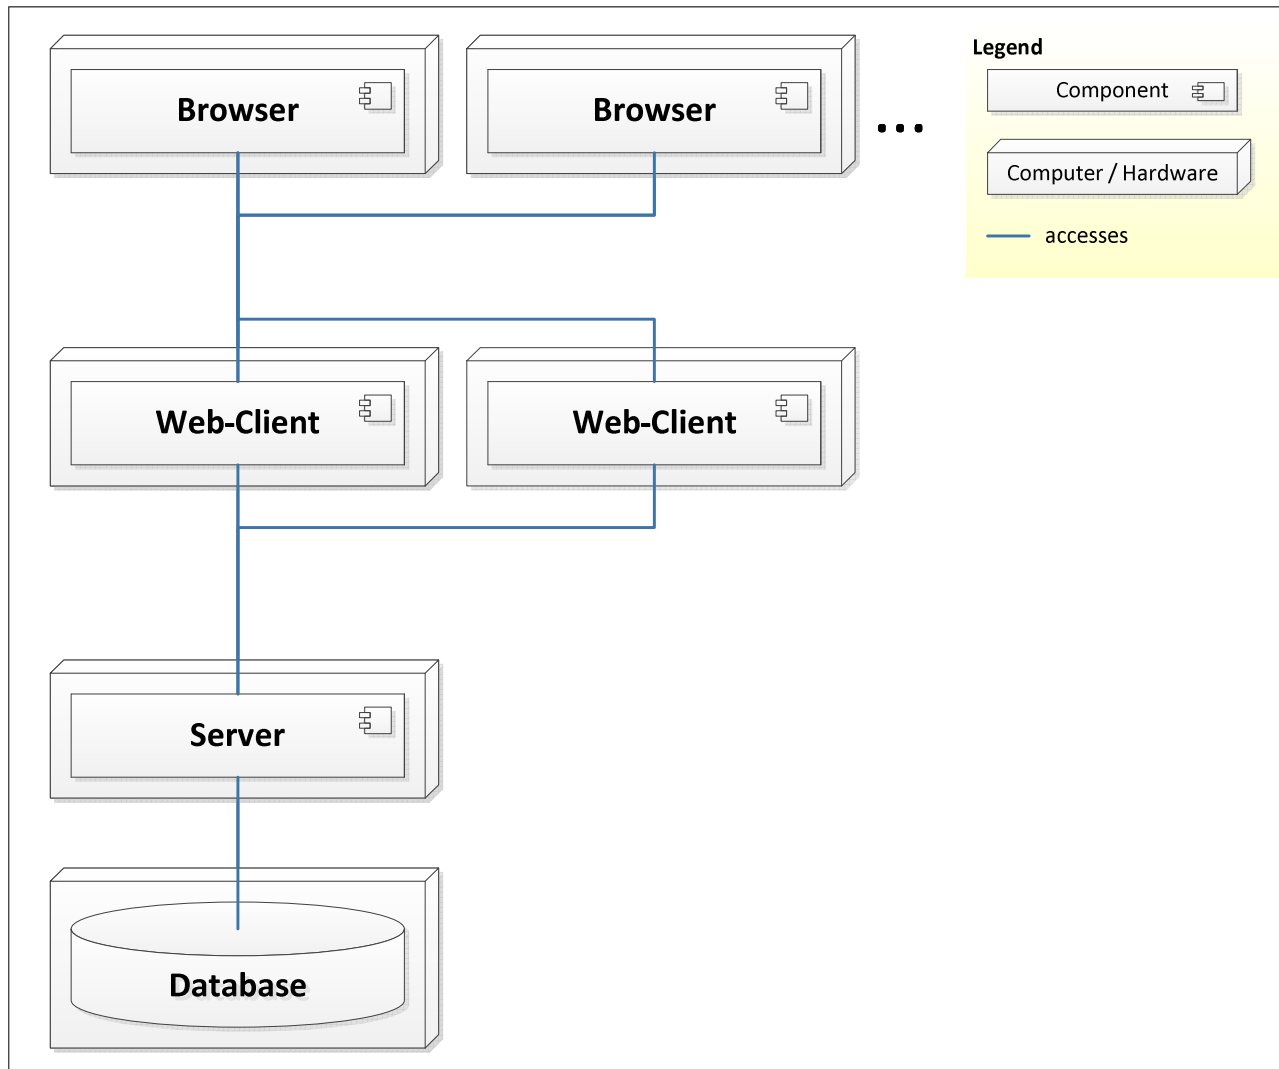 Browser
Browser
...
Legend
Component
Computer / Hardware
accesses
Web-Client
Web-Client
Server
Database